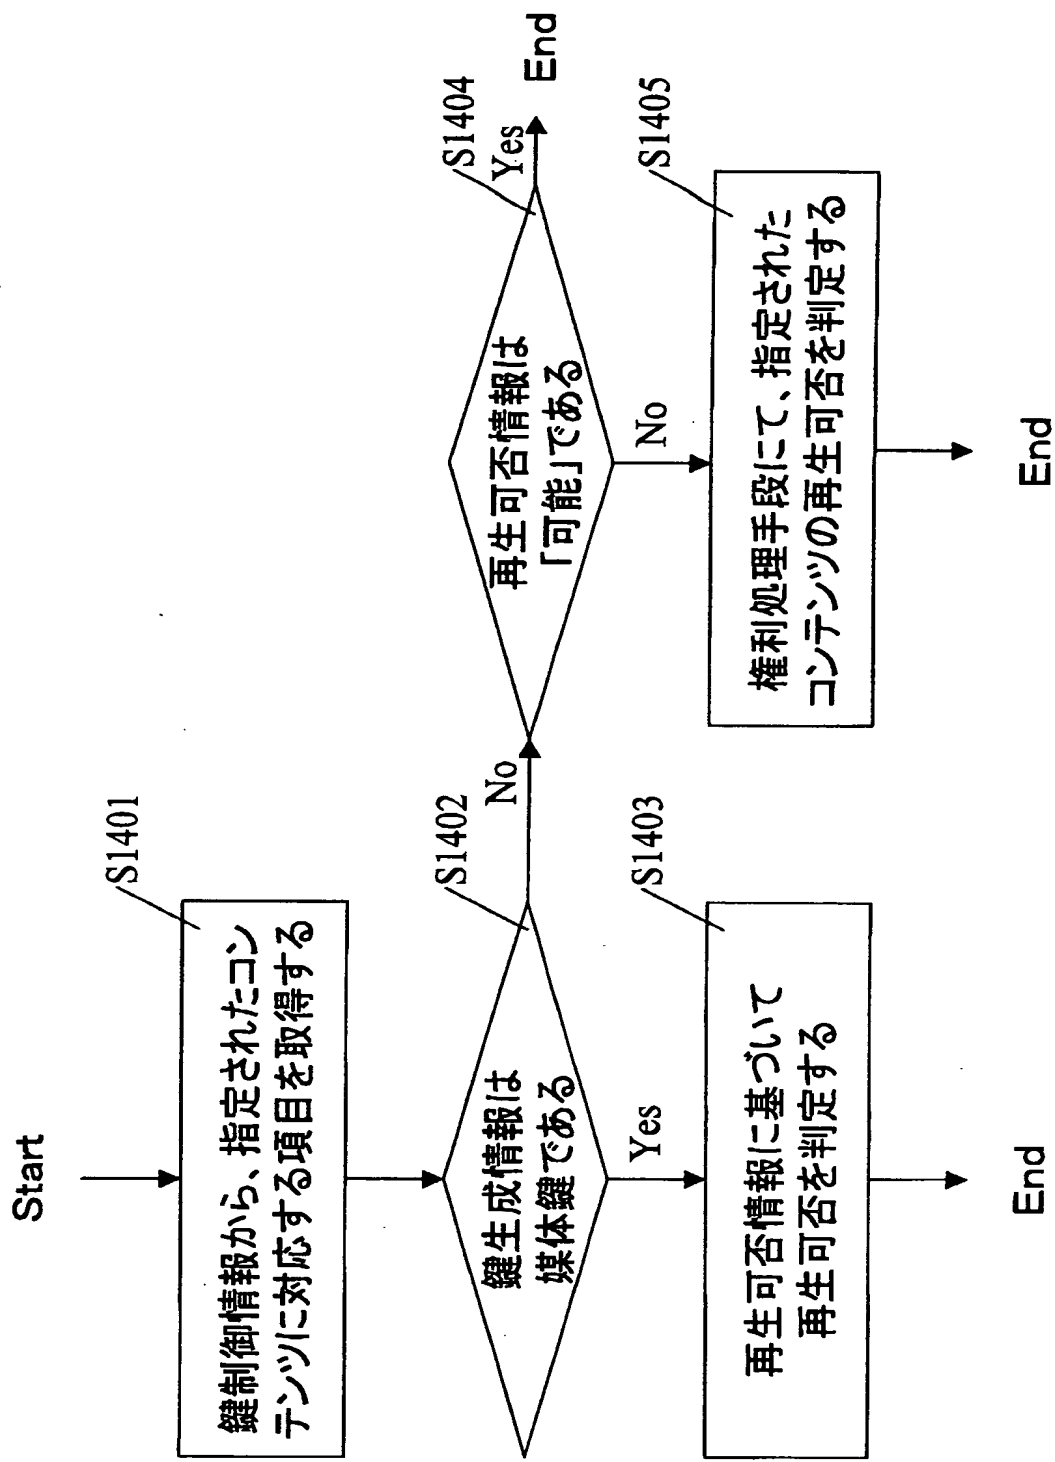 Start
S1401
鍵制御情報から、指定されたコン
テンツに対応する項目を取得する
S1402
鍵生成情報は
媒体鍵である
No
Yes
S1403
再生可否情報に基づいて
再生可否を判定する
End
S1404
再生可否情報は
「可能」である
Yes
End
No
S1405
権利処理手段にて、指定された
コンテンツの再生可否を判定する
End